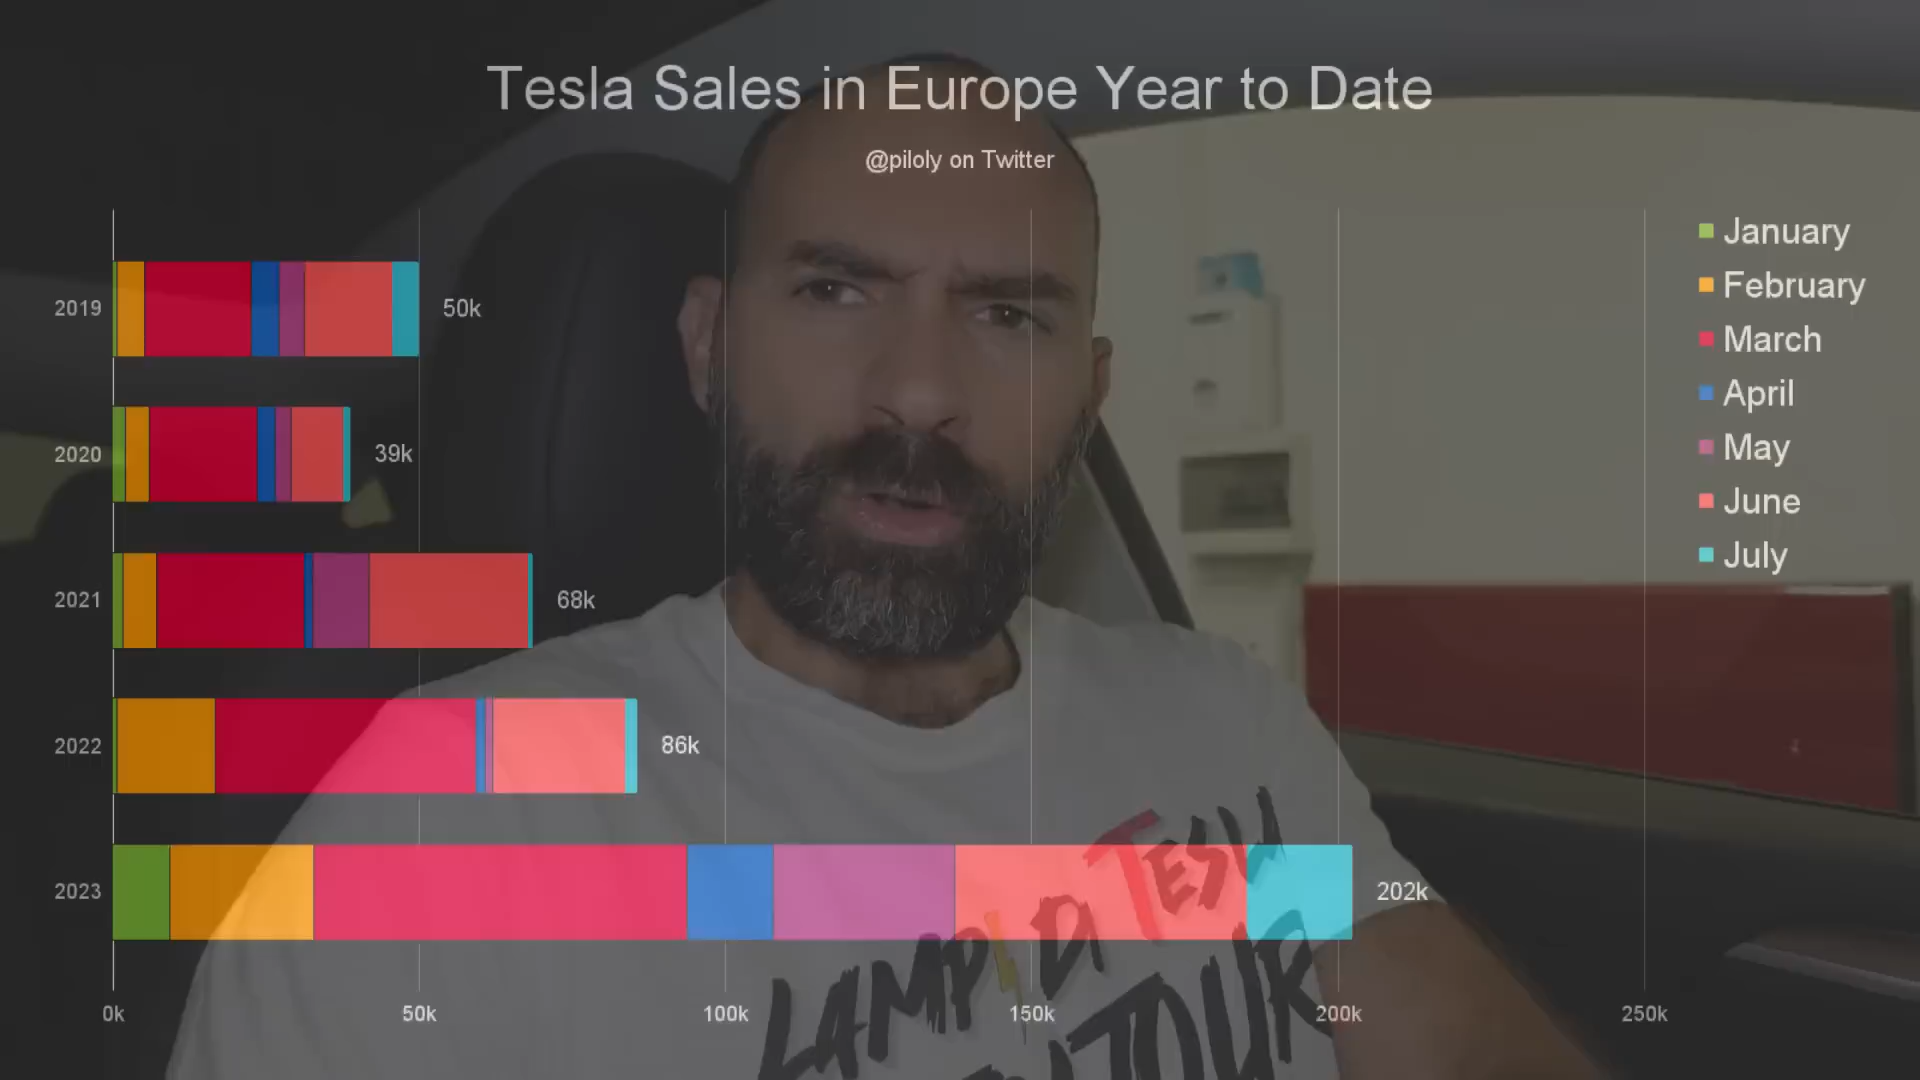 Tesla Sales in Europe Year to Date
@piloly on Twitter
January
February
March
April
May
June
July
2019
50k
2020
39k
2021
68k
2022
86k
2023
202k
0k
50k
100k
150k
200k
250k
LAMPI DI TESLA
TOUR